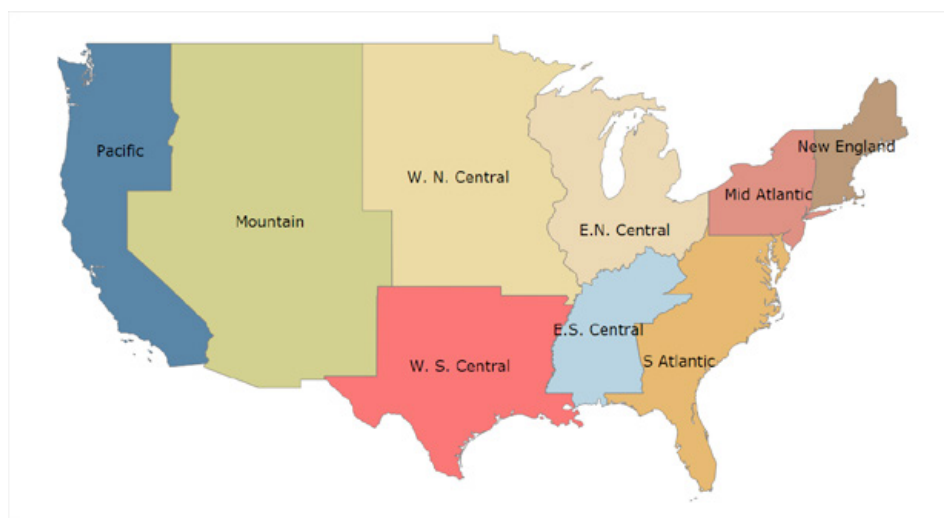 Pacific
Mountain
W. N. Central
E.N. Central
New England
Mid Atlantic
W. S. Central
E.S. Central
S Atlantic